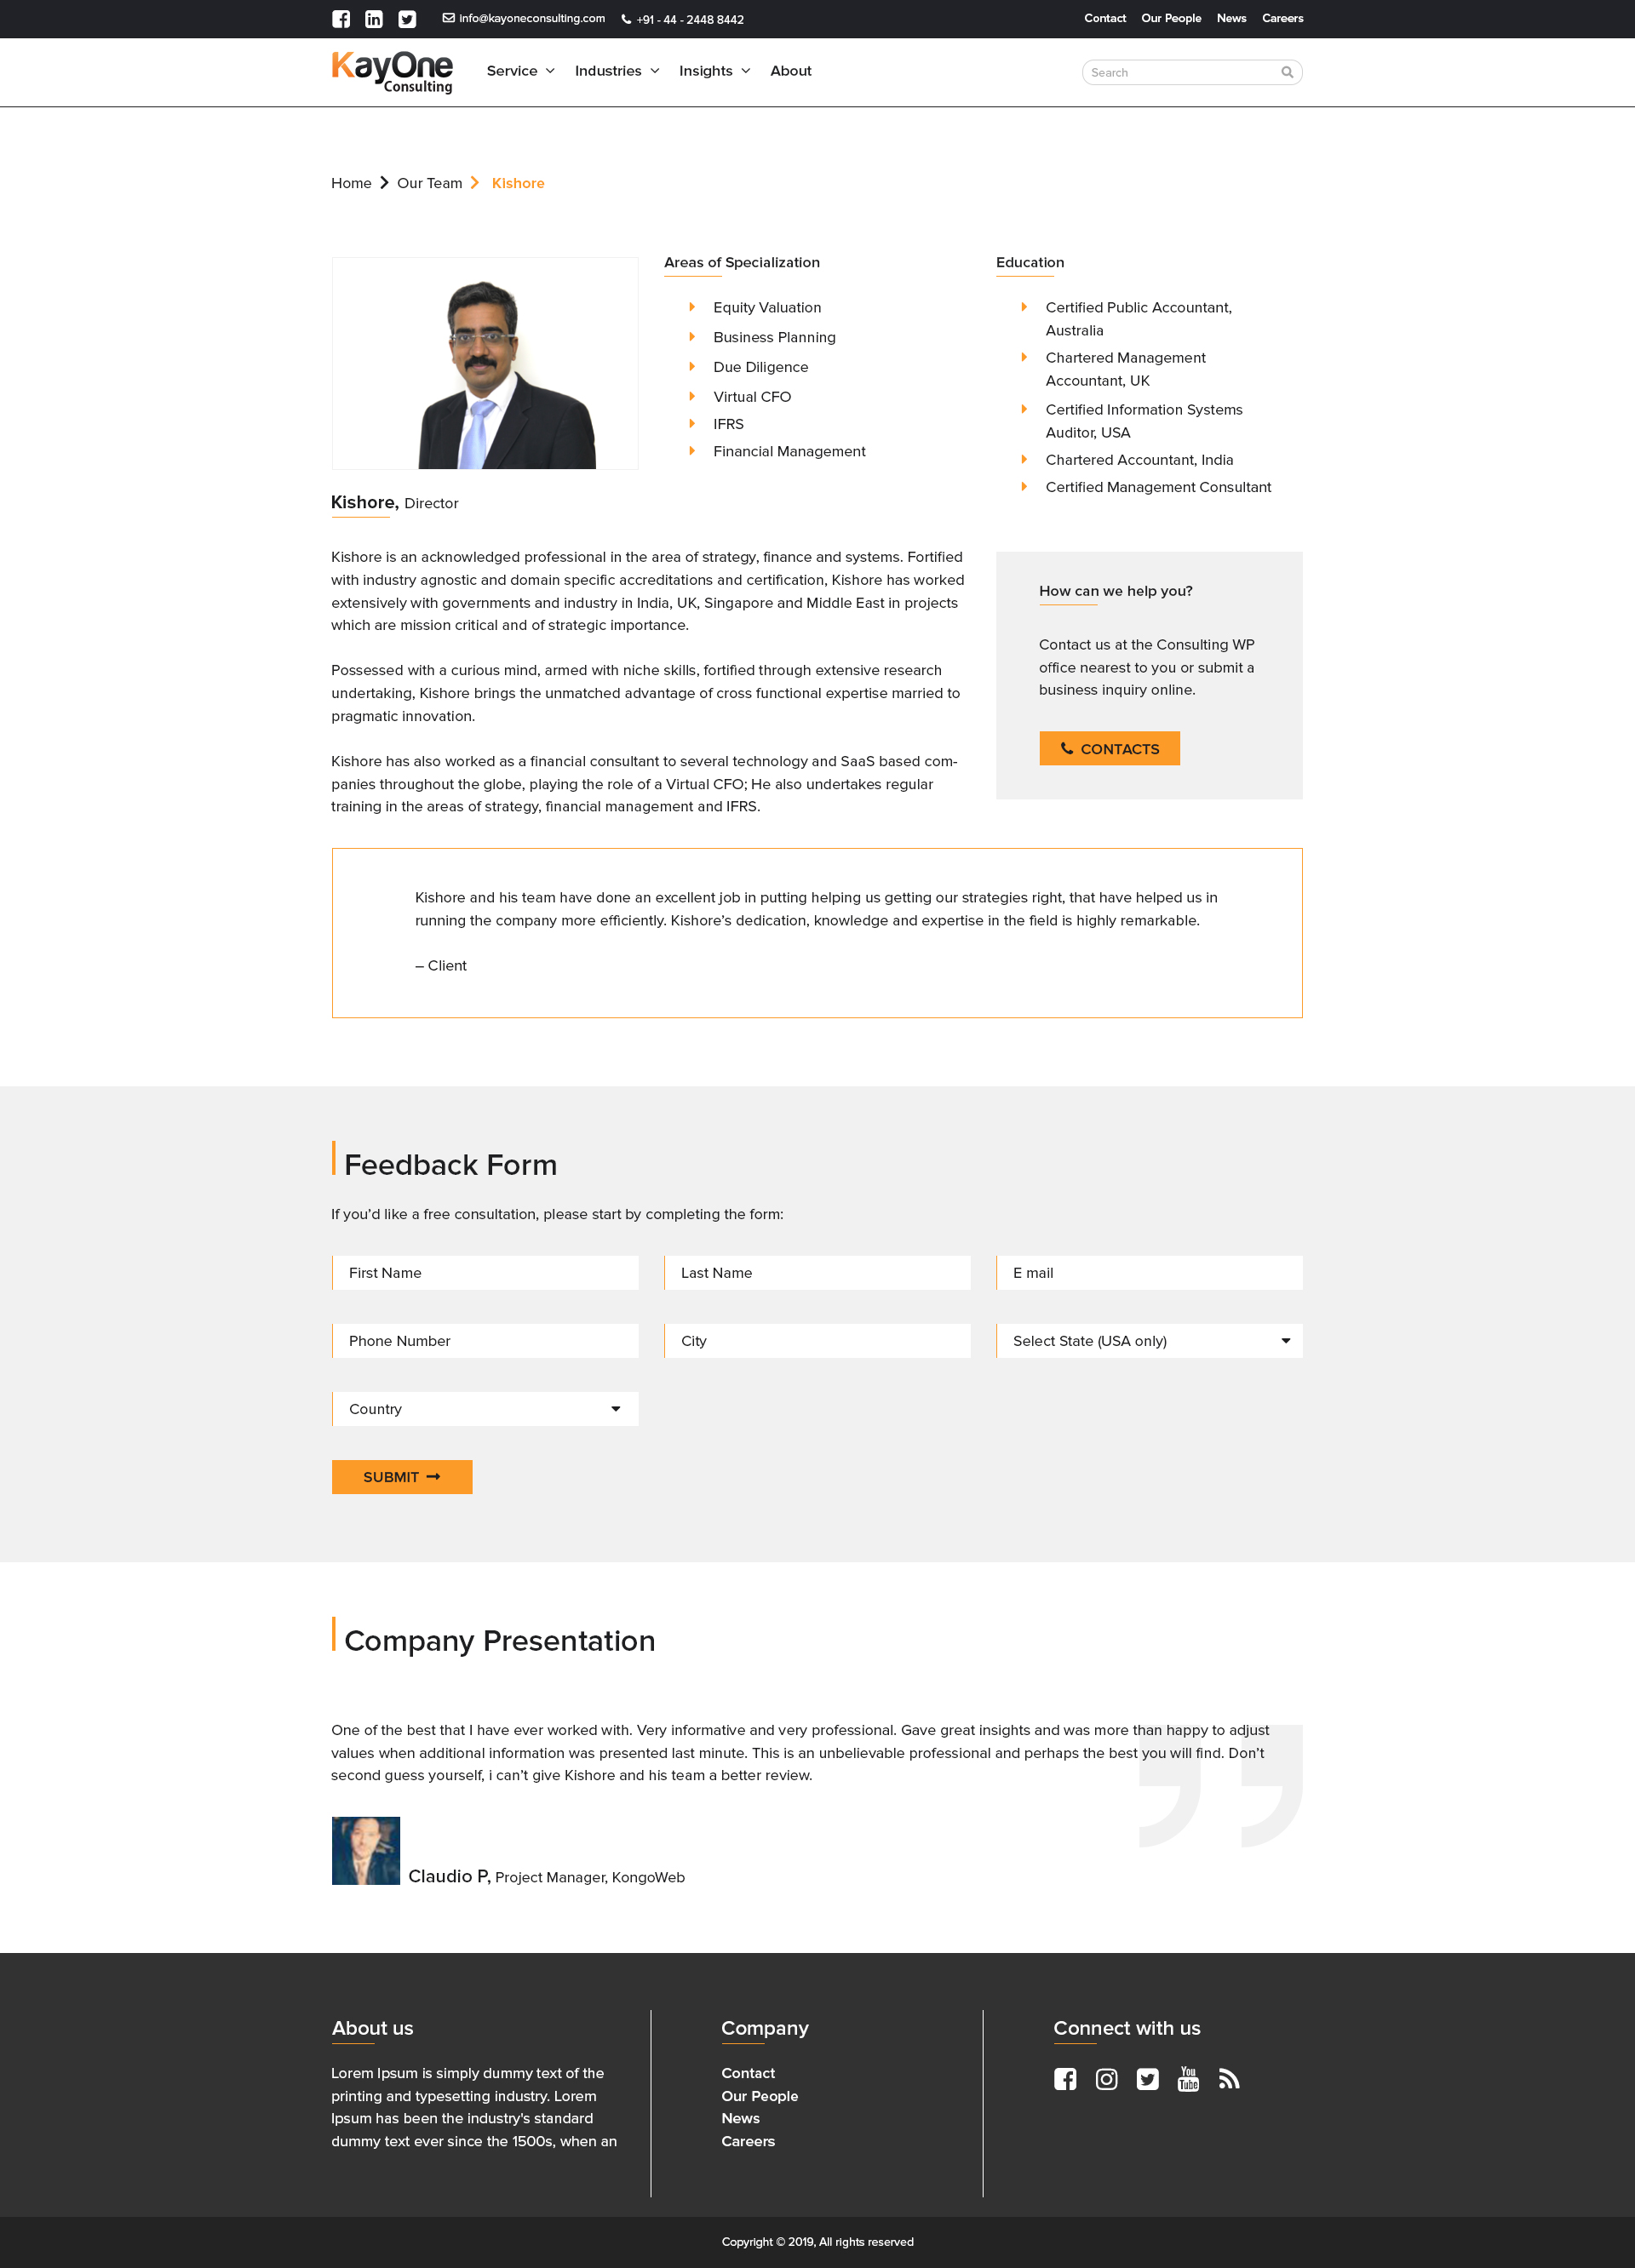 info@kayoneconsulting.com +91 - 44 - 2448 8442 Contact Our People News Careers
KayOne Consulting
Service Industries Insights About Search
Home Our Team Kishore
Areas of Specialization
Equity Valuation
Business Planning
Due Diligence
Virtual CFO
IFRS
Financial Management
Education
Certified Public Accountant,
Australia
Chartered Management
Accountant, UK
Certified Information Systems
Auditor, USA
Chartered Accountant, India
Certified Management Consultant
Kishore, Director
Kishore is an acknowledged professional in the area of strategy, finance and systems. Fortified
with industry agnostic and domain specific accreditations and certification, Kishore has worked
extensively with governments and industry in India, UK, Singapore and Middle East in projects
which are mission critical and of strategic importance.
Possessed with a curious mind, armed with niche skills, fortified through extensive research
undertaking, Kishore brings the unmatched advantage of cross functional expertise married to
pragmatic innovation.
Kishore has also worked as a financial consultant to several technology and SaaS based com-
panies throughout the globe, playing the role of a Virtual CFO; He also undertakes regular
training in the areas of strategy, financial management and IFRS.
How can we help you?
Contact us at the Consulting WP
office nearest to you or submit a
business inquiry online.
CONTACTS
Kishore and his team have done an excellent job in putting helping us getting our strategies right, that have helped us in
running the company more efficiently. Kishore’s dedication, knowledge and expertise in the field is highly remarkable.
– Client
Feedback Form
If you’d like a free consultation, please start by completing the form:
First Name Last Name E mail
Phone Number City Select State (USA only)
Country
SUBMIT
Company Presentation
One of the best that I have ever worked with. Very informative and very professional. Gave great insights and was more than happy to adjust
values when additional information was presented last minute. This is an unbelievable professional and perhaps the best you will find. Don’t
second guess yourself, i can’t give Kishore and his team a better review.
Claudio P, Project Manager, KongoWeb
About us
Lorem Ipsum is simply dummy text of the
printing and typesetting industry. Lorem
Ipsum has been the industry's standard
dummy text ever since the 1500s, when an
Company
Contact
Our People
News
Careers
Connect with us
You
Tube
Copyright © 2019, All rights reserved